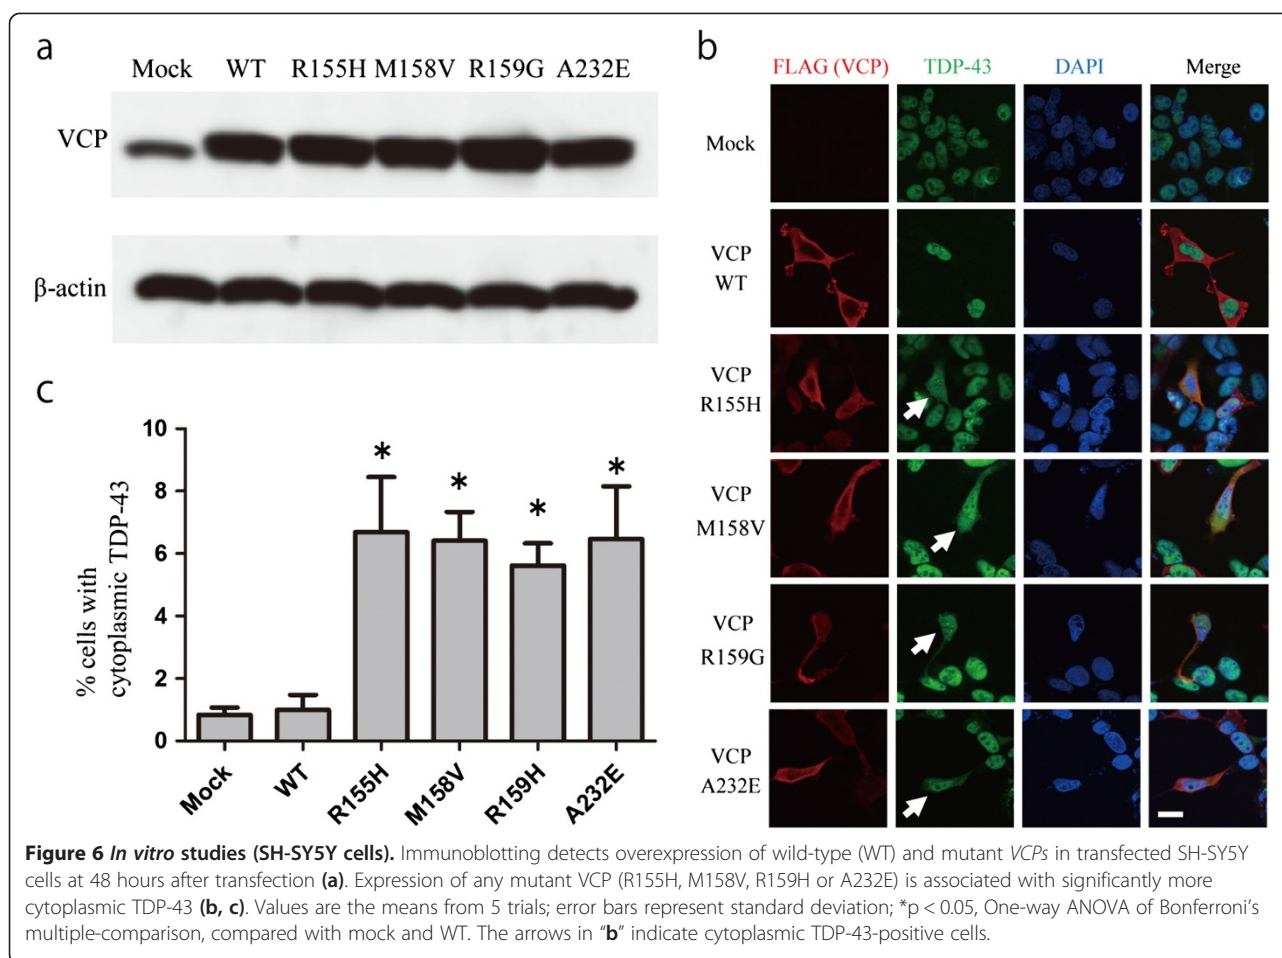 a
Mock WT R155H M158V R159G A232E
VCP
β-actin
b
FLAG (VCP) TDP-43 DAPI Merge
Mock
VCP
WT
VCP
R155H
VCP
M158V
VCP
R159G
VCP
A232E
c
% cells with
cytoplasmic TDP-43
10
8
6
4
2
0
* * * *
Mock WT R155H M158V R159H A232E
Figure 6 In vitro studies (SH-SY5Y cells). Immunoblotting detects overexpression of wild-type (WT) and mutant VCPs in transfected SH-SY5Y
cells at 48 hours after transfection (a). Expression of any mutant VCP (R155H, M158V, R159H or A232E) is associated with significantly more
cytoplasmic TDP-43 (b, c). Values are the means from 5 trials; error bars represent standard deviation; *p < 0.05, One-way ANOVA of Bonferroni's
multiple-comparison, compared with mock and WT. The arrows in "b" indicate cytoplasmic TDP-43-positive cells.